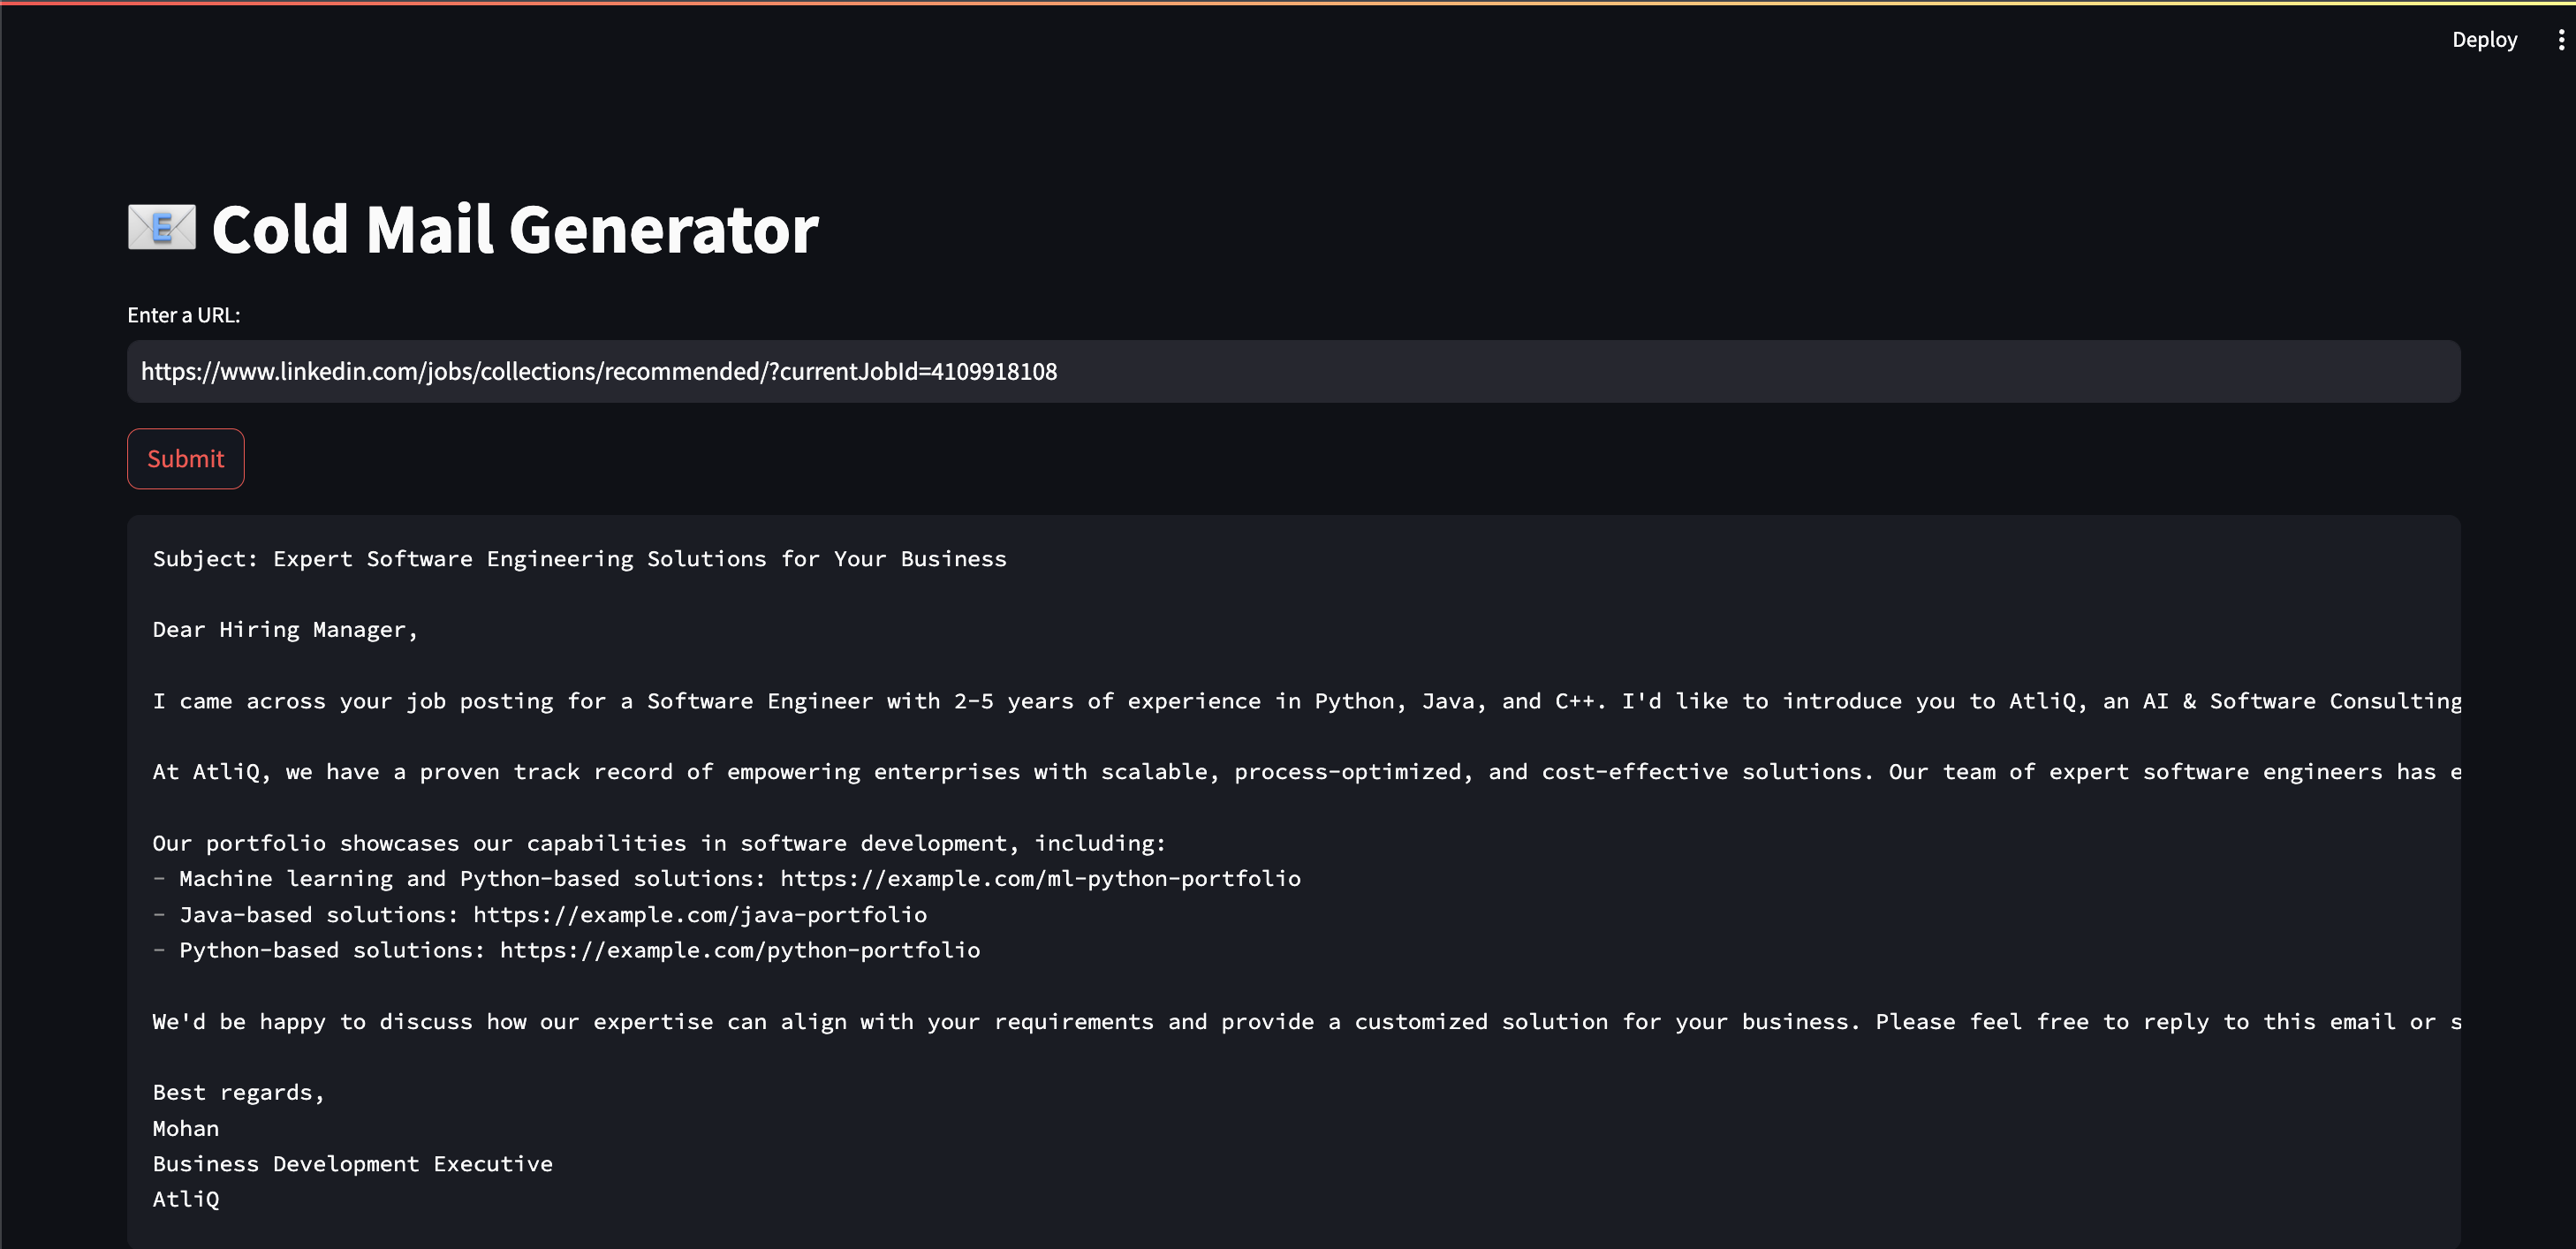 Deploy
Cold Mail Generator
Enter a URL:
https://www.linkedin.com/jobs/collections/recommended/?currentJobId=4109918108
Submit
Subject: Expert Software Engineering Solutions for Your Business
Dear Hiring Manager,
I came across your job posting for a Software Engineer with 2-5 years of experience in Python, Java, and C++. I'd like to introduce you to AtliQ, an AI & Software Consulting
At AtliQ, we have a proven track record of empowering enterprises with scalable, process-optimized, and cost-effective solutions. Our team of expert software engineers has e
Our portfolio showcases our capabilities in software development, including:
- Machine learning and Python-based solutions: https://example.com/ml-python-portfolio
- Java-based solutions: https://example.com/java-portfolio
- Python-based solutions: https://example.com/python-portfolio
We'd be happy to discuss how our expertise can align with your requirements and provide a customized solution for your business. Please feel free to reply to this email or s
Best regards,
Mohan
Business Development Executive
AtliQ